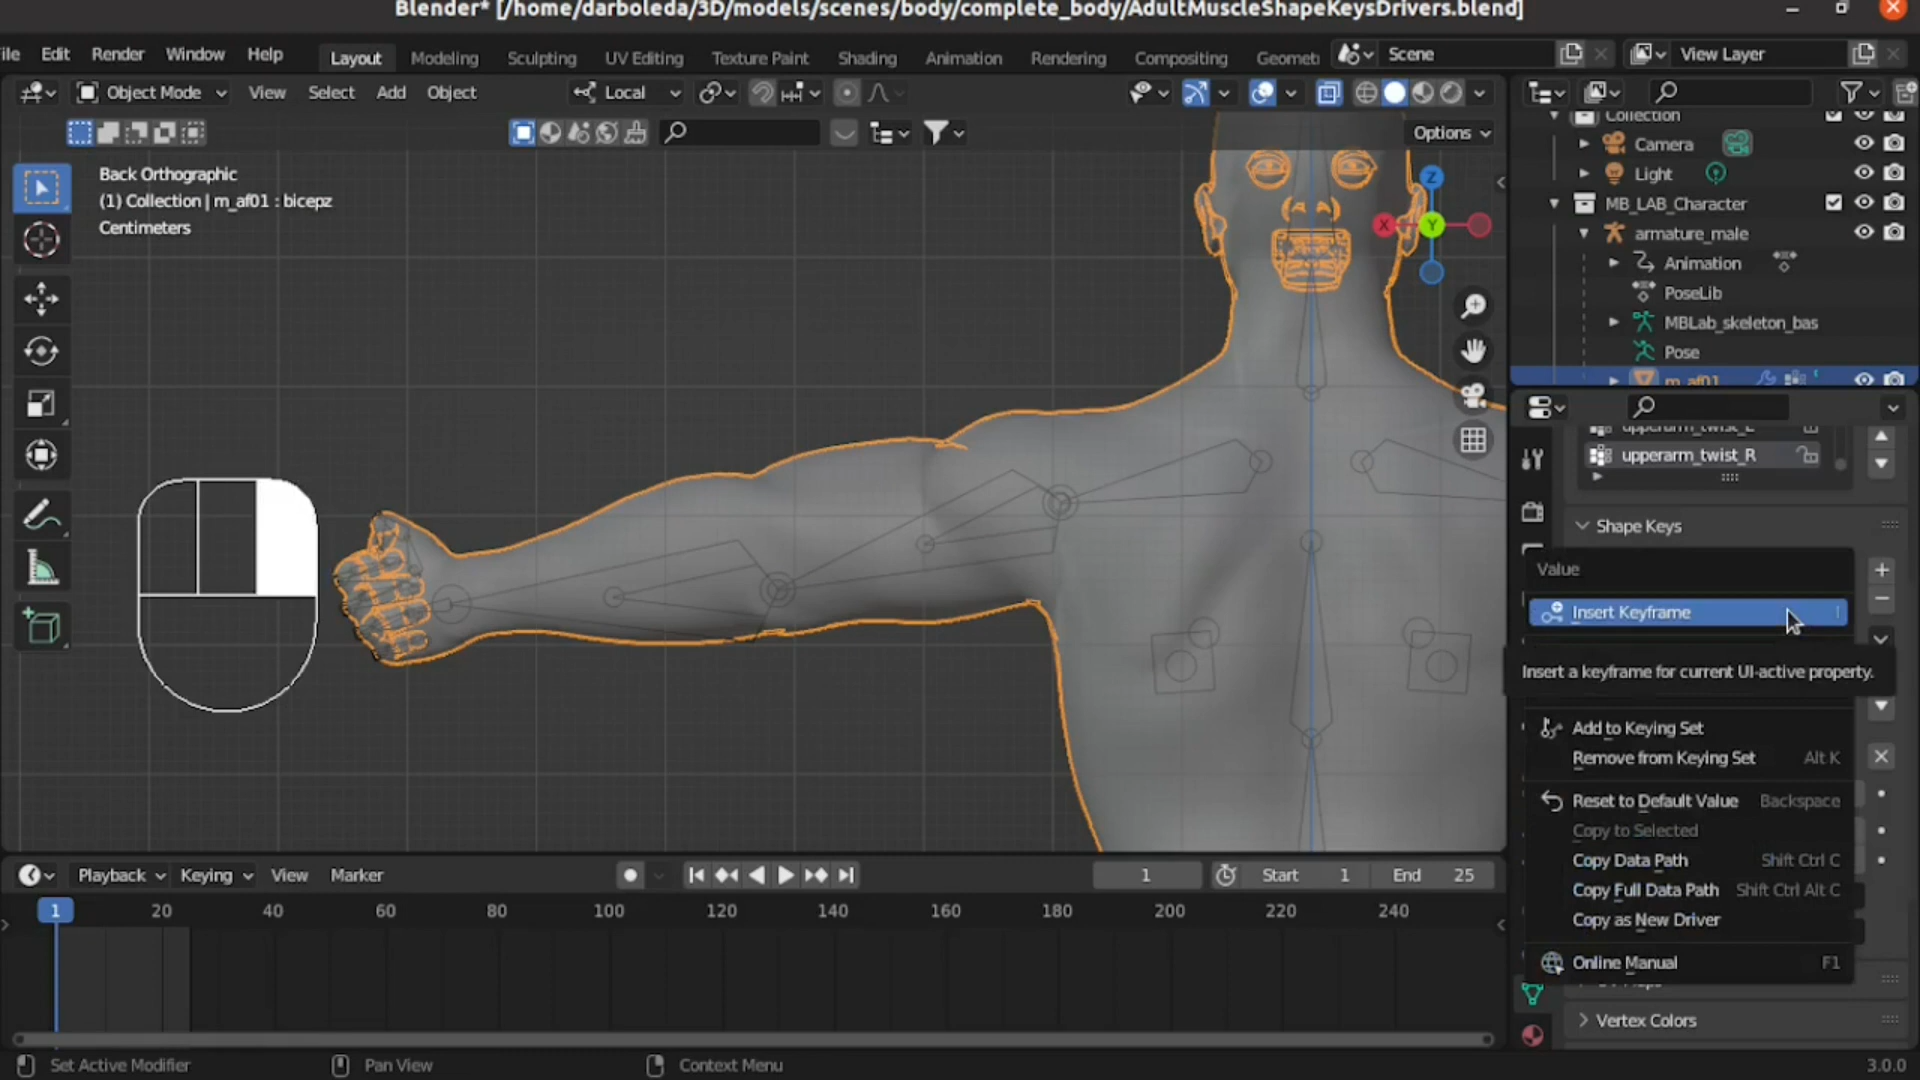 Blender* [/home/darboleda/3D/models/scenes/body/complete_body/AdultMuscleShapeKeysDrivers.blend]
ile Edit Render Window Help Layout Modeling Sculpting UV Editing Texture Paint Shading Animation Rendering Compositing Geomet Scene View Layer
Object Mode View Select Add Object Local
Options
Back Orthographic
(1) Collection | m_af01 : bicepz
Centimeters
Z
X
Y
Collection
Camera
Light
MB_LAB_Character
armature_male
Animation
PoseLib
MBLab_skeleton_bas
Pose
m_af01
upperarm_twist_L
upperarm_twist_R
Shape Keys
Value
Insert Keyframe I
Insert a keyframe for current UI-active property.
Add to Keying Set
Remove from Keying Set Alt K
Reset to Default Value Backspace
Copy to Selected
Copy Data Path Shift Ctrl C
Copy Full Data Path Shift Ctrl Alt C
Copy as New Driver
Online Manual F1
Vertex Colors
Playback Keying View Marker 1 Start 1 End 25
1 20 40 60 80 100 120 140 160 180 200 220 240
Set Active Modifier Pan View Context Menu 3.0.0